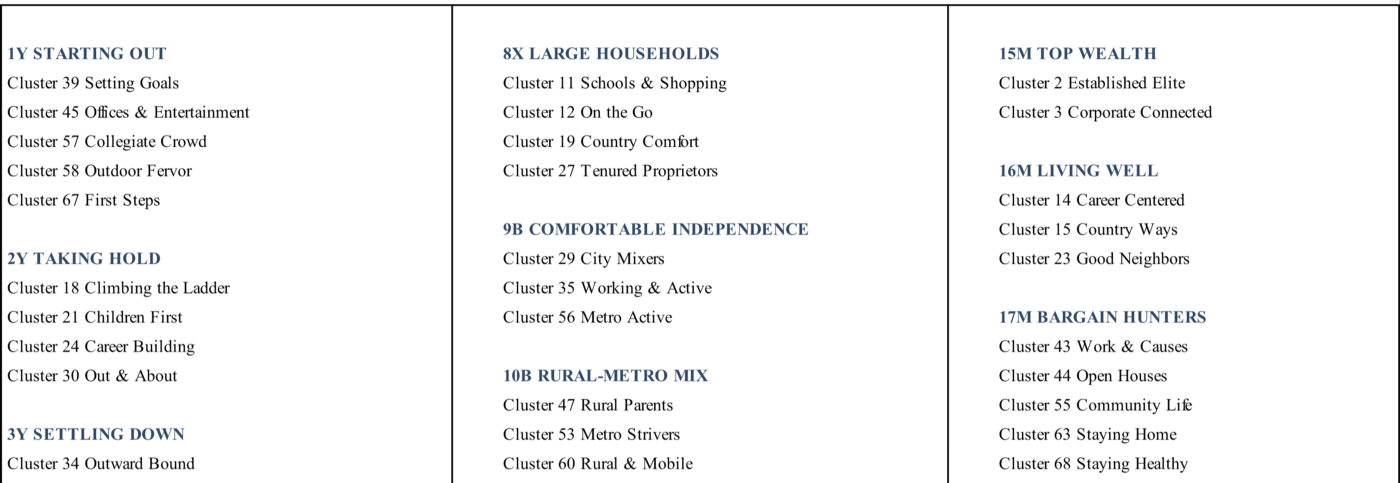 1Y STARTING OUT
Cluster 39 Setting Goals
Cluster 45 Offices & Entertainment
Cluster 57 Collegiate Crowd
Cluster 58 Outdoor Fervor
Cluster 67 First Steps
2Y TAKING HOLD
Cluster 18 Climbing the Ladder
Cluster 21 Children First
Cluster 24 Career Building
Cluster 30 Out & About
3Y SETTLING DOWN
Cluster 34 Outward Bound
8X LARGE HOUSEHOLDS
Cluster 11 Schools & Shopping
Cluster 12 On the Go
Cluster 19 Country Comfort
Cluster 27 Tenured Proprietors
9B COMFORTABLE INDEPENDENCE
Cluster 29 City Mixers
Cluster 35 Working & Active
Cluster 56 Metro Active
10B RURAL-METRO MIX
Cluster 47 Rural Parents
Cluster 53 Metro Strivers
Cluster 60 Rural & Mobile
15M TOP WEALTH
Cluster 2 Established Elite
Cluster 3 Corporate Connected
16M LIVING WELL
Cluster 14 Career Centered
Cluster 15 Country Ways
Cluster 23 Good Neighbors
17M BARGAIN HUNTERS
Cluster 43 Work & Causes
Cluster 44 Open Houses
Cluster 55 Community Life
Cluster 63 Staying Home
Cluster 68 Staying Healthy